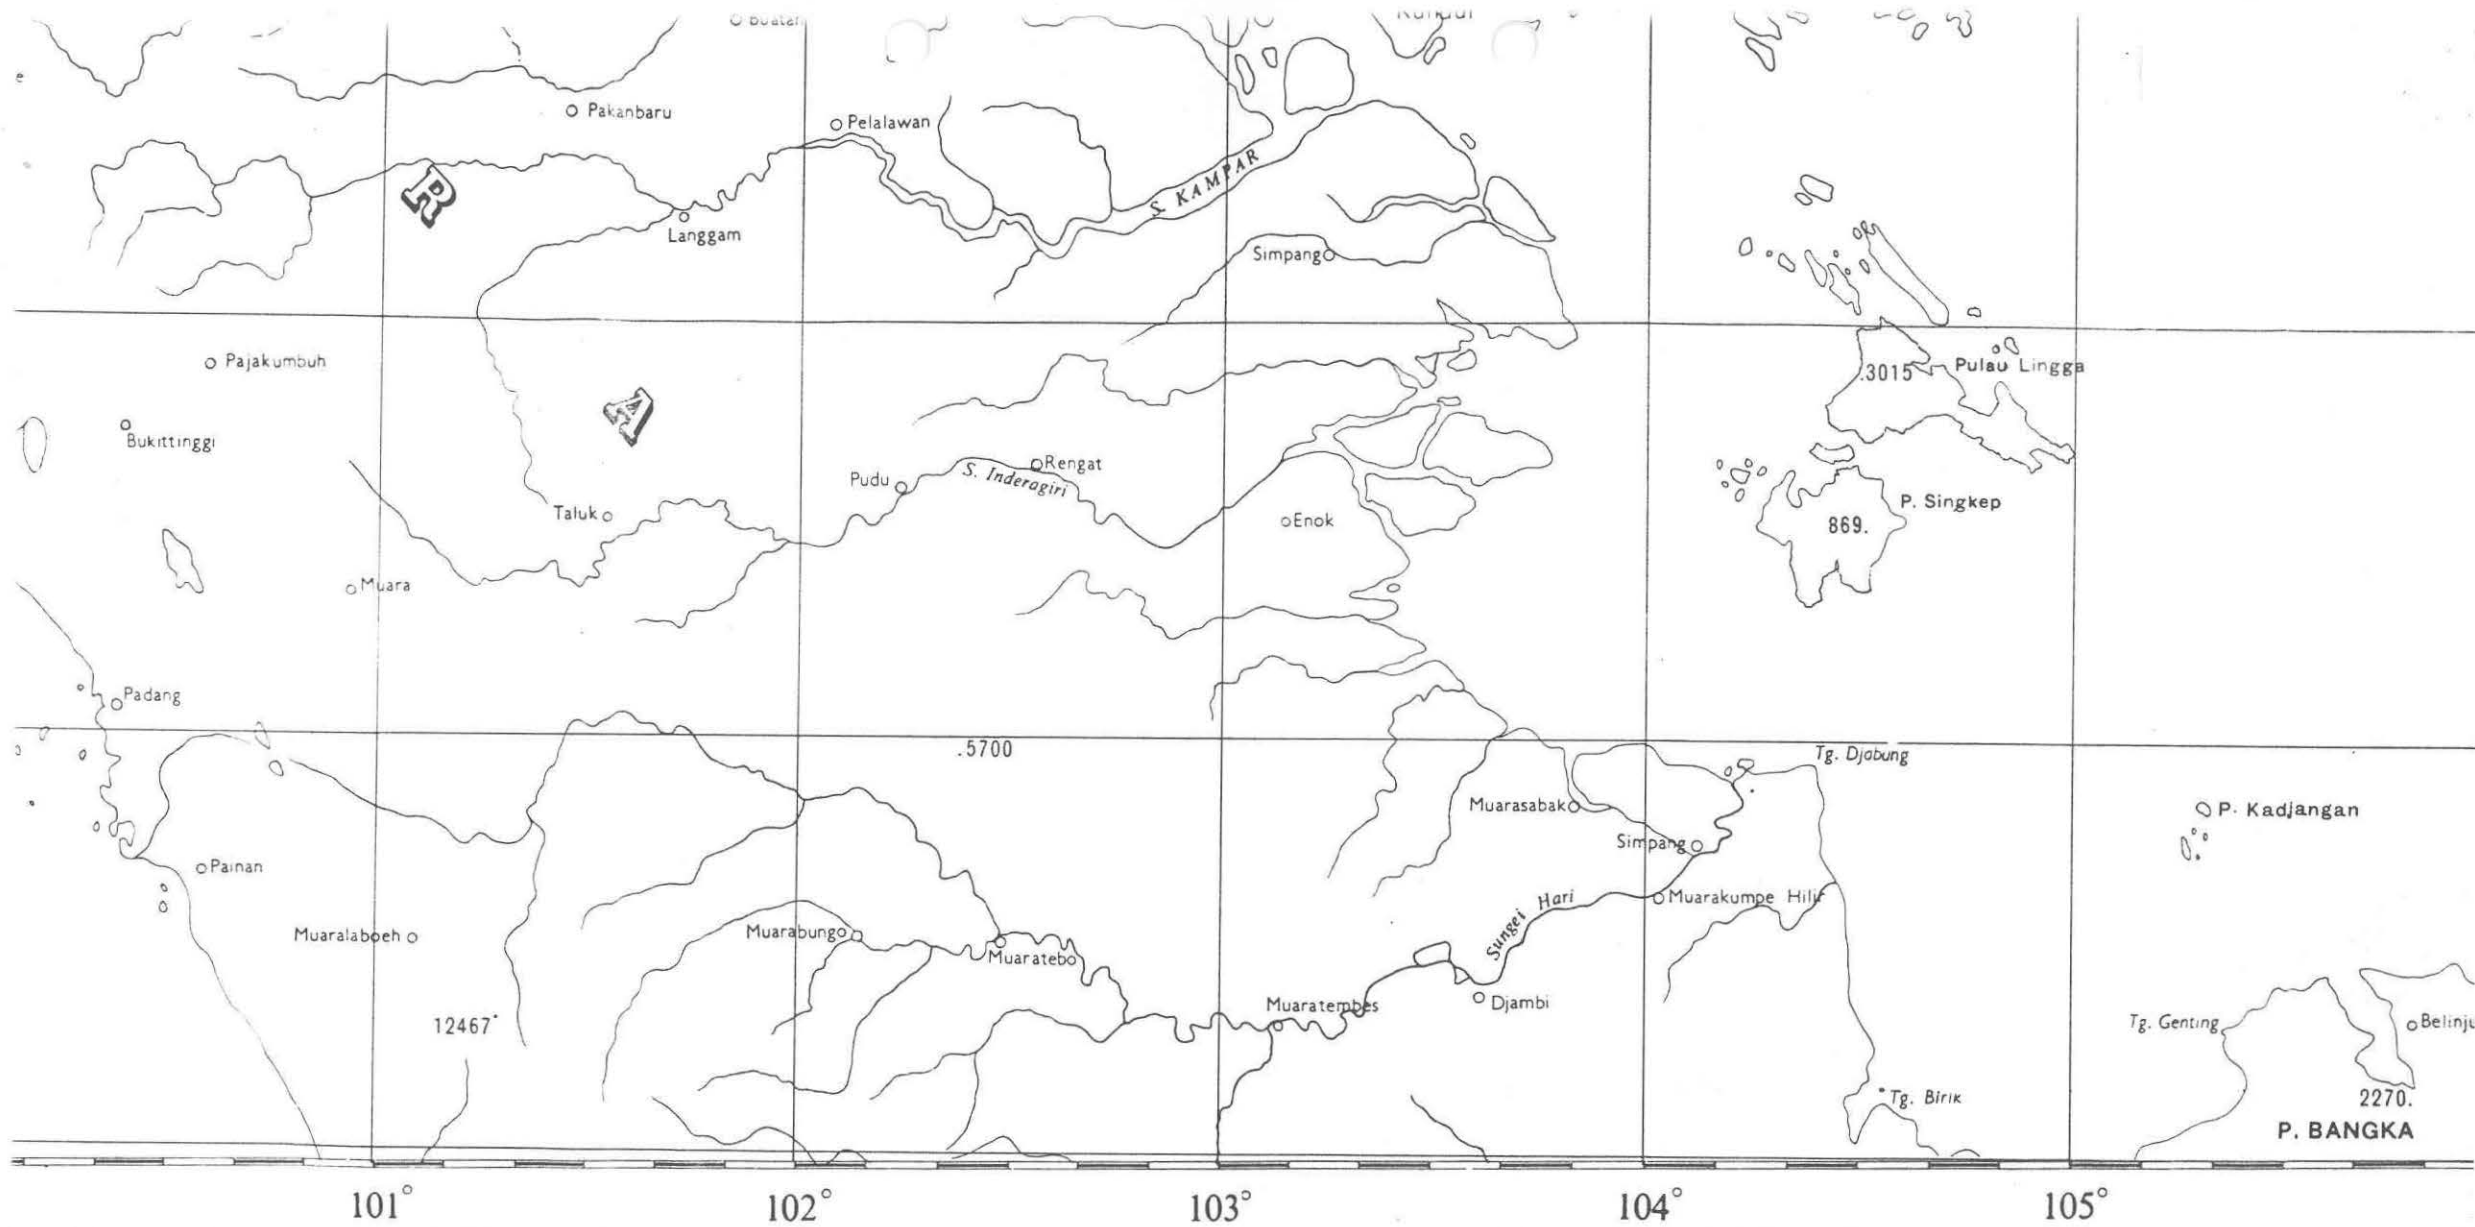 Pakanbaru
Pelalawan
R
S. KAMPAR
Langgam
Simpang
Pajakumbuh
.3015
Pulau Lingga
A
Bukittinggi
Rengat
S. Inderagiri
Pudu
P. Singkep
Taluk
Enok
869.
Muara
Padang
.5700
Tg. Djabung
Muarasabak
P. Kadjangan
Simpang
Painan
Sungei Hari
Muarakumpe Hilir
Muaralaboeh
Muarabungo
Muaratebo
Muaratembes
Djambi
12467
Tg. Genting
Belinju
Tg. Birik
2270.
P. BANGKA
101° 102° 103° 104° 105°